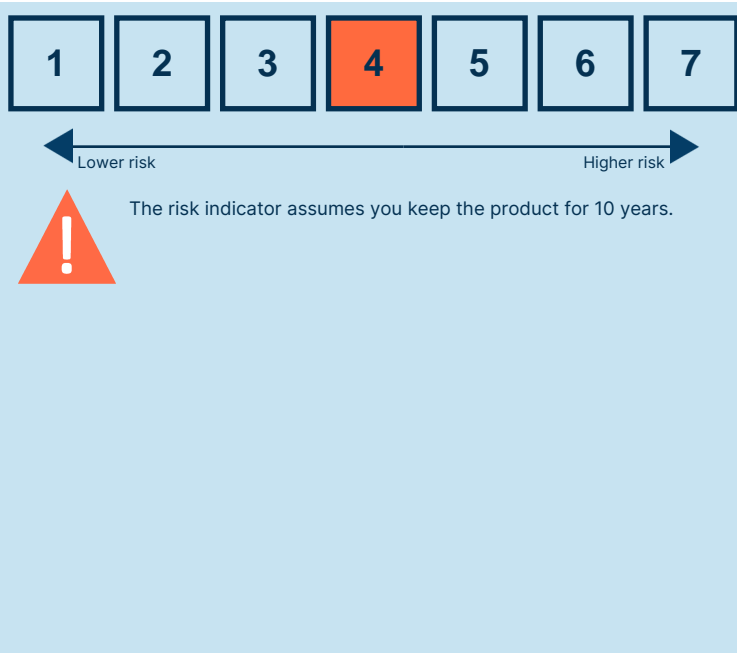 1 2 3 4 5 6 7
Lower risk Higher risk
The risk indicator assumes you keep the product for 10 years.
!